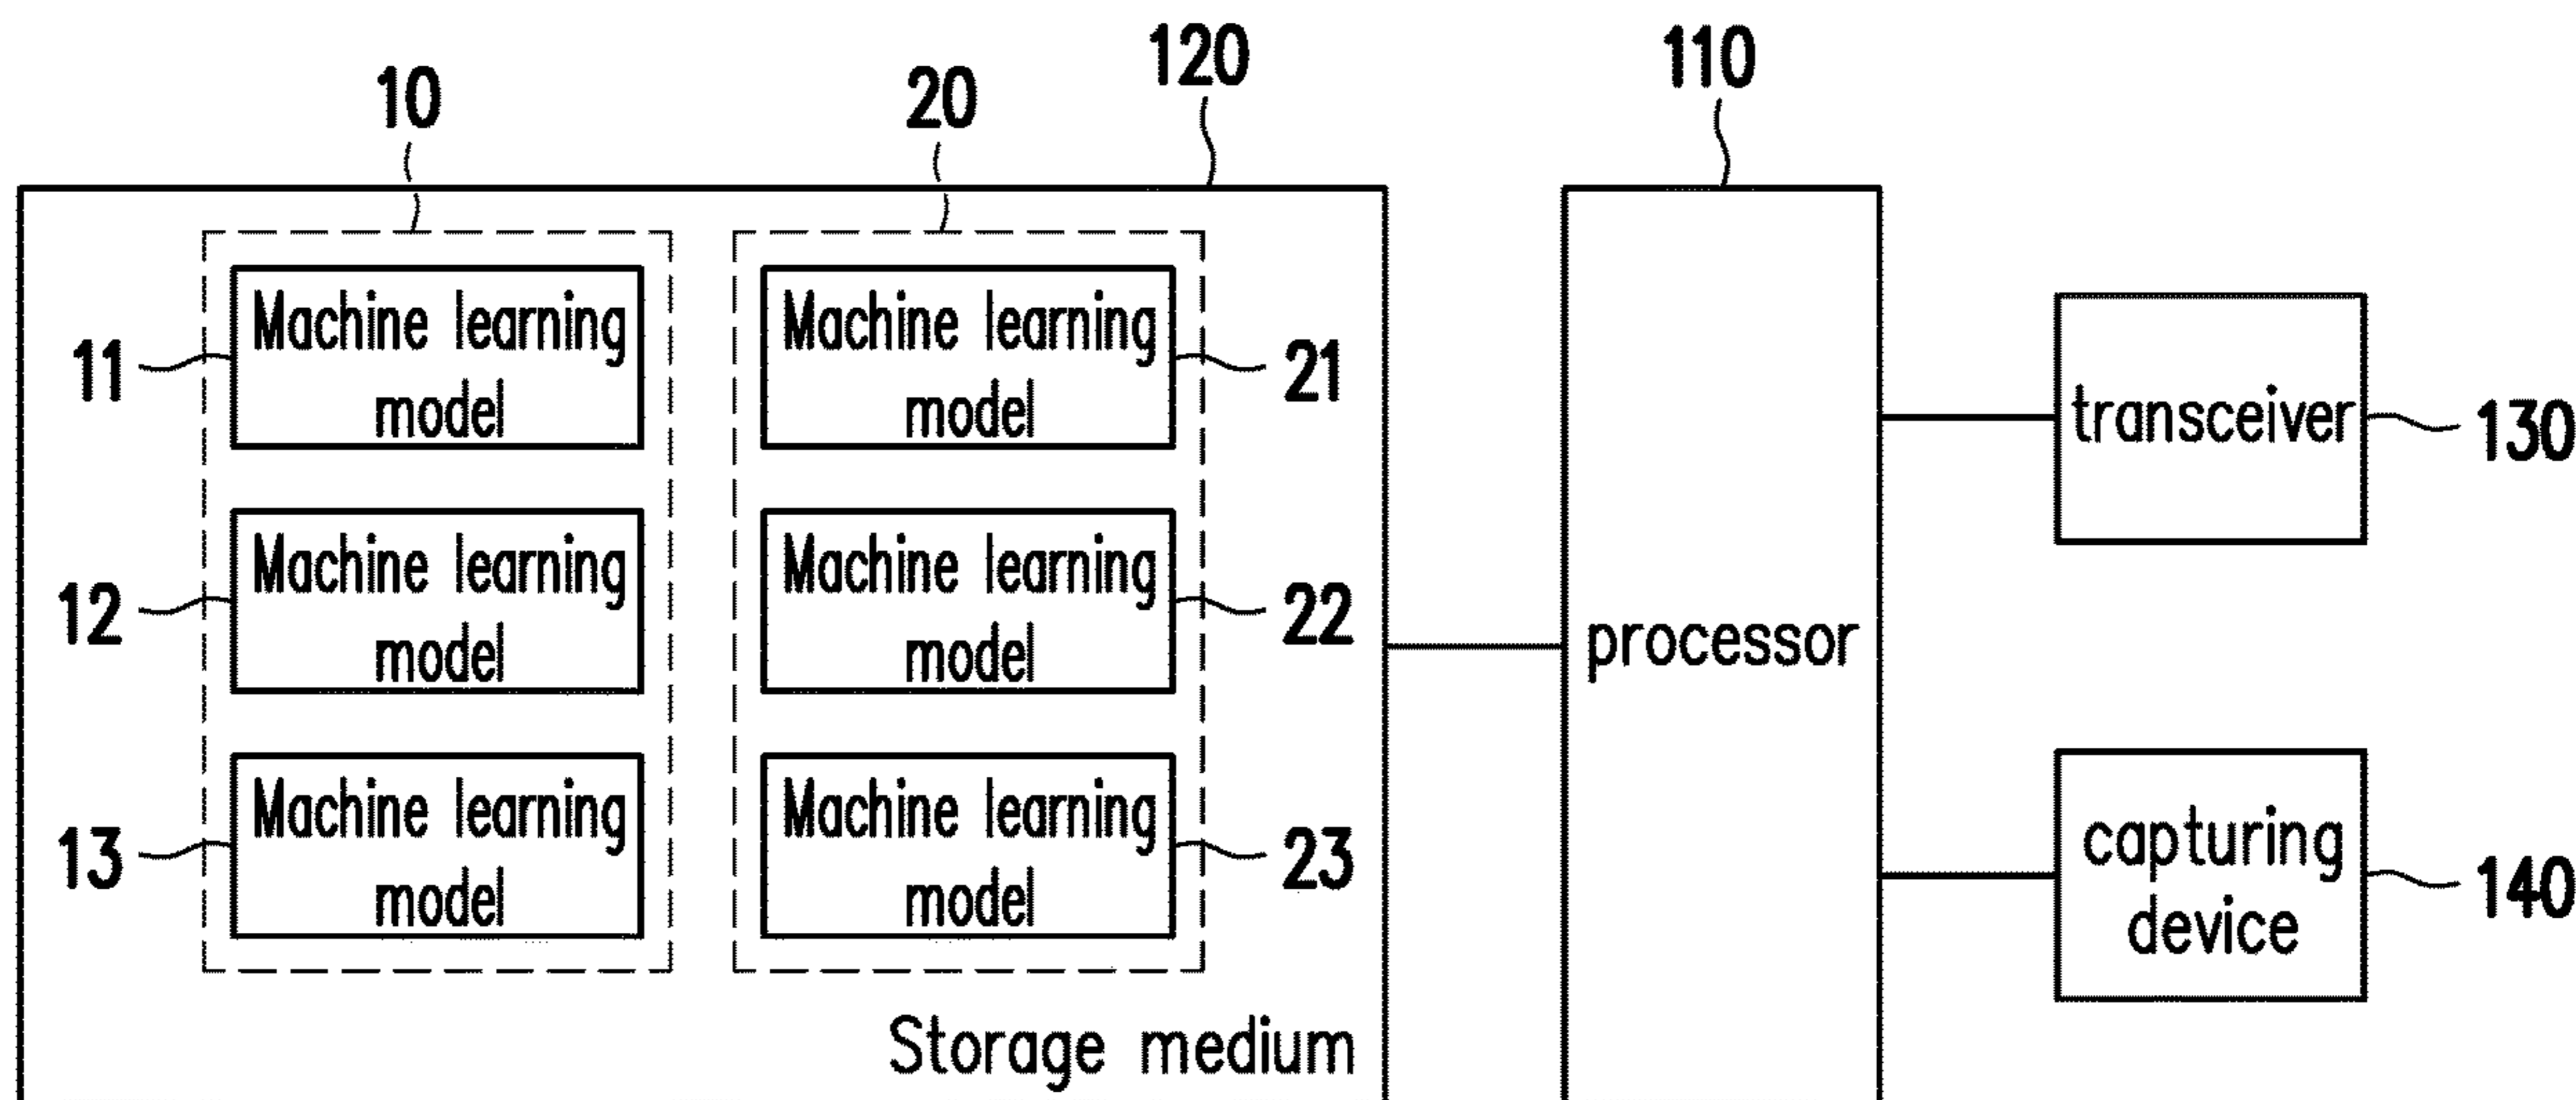 120
110
10
20
Machine learning
model
11
Machine learning
model
21
transceiver
130
Machine learning
model
12
Machine learning
model
22
processor
Machine learning
model
13
Machine learning
model
23
capturing
device
140
Storage medium